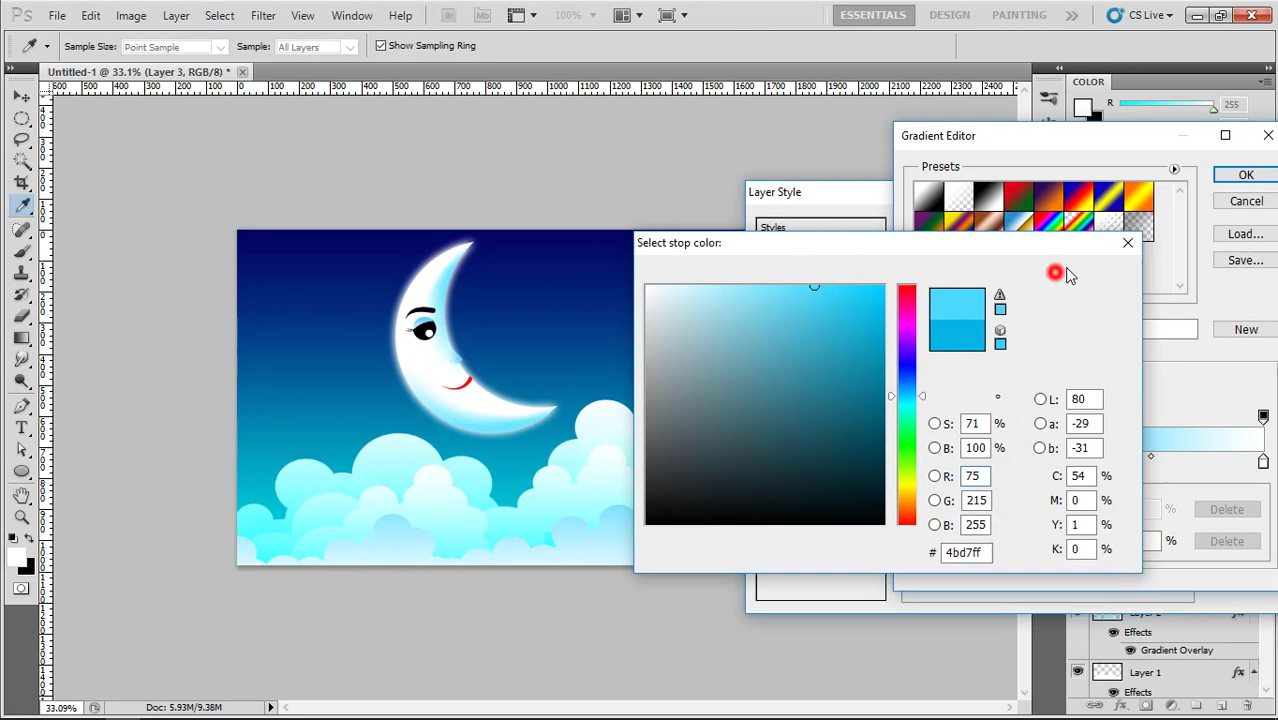 Ps File Edit Image Layer Select Filter View Window Help Br Mb 100% ESSENTIALS DESIGN PAINTING CS Live
Sample Size: Point Sample Sample: All Layers Show Sampling Ring
Untitled-1 @ 33.1% (Layer 3, RGB/8) *
COLOR
R 255
Gradient Editor
Presets
OK
Cancel
Load...
Save...
New
Layer Style
Styles
Select stop color:
L: 80
S: 71 % a: -29
B: 100 % b: -31
R: 75 C: 54 %
G: 215 M: 0 %
B: 255 Y: 1 %
# 4bd7ff K: 0 %
% Delete
% Delete
Effects
Gradient Overlay
Layer 1 fx
Effects
33.09% Doc: 5.93M/9.38M